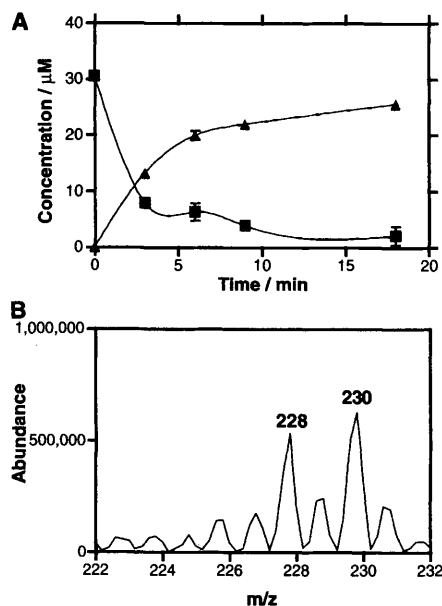 A
Concentration / µM
40
30
20
10
0
0 5 10 15 20
Time / min
B
Abundance
1,000,000
500,000
0
228
230
222 224 226 228 230 232
m/z